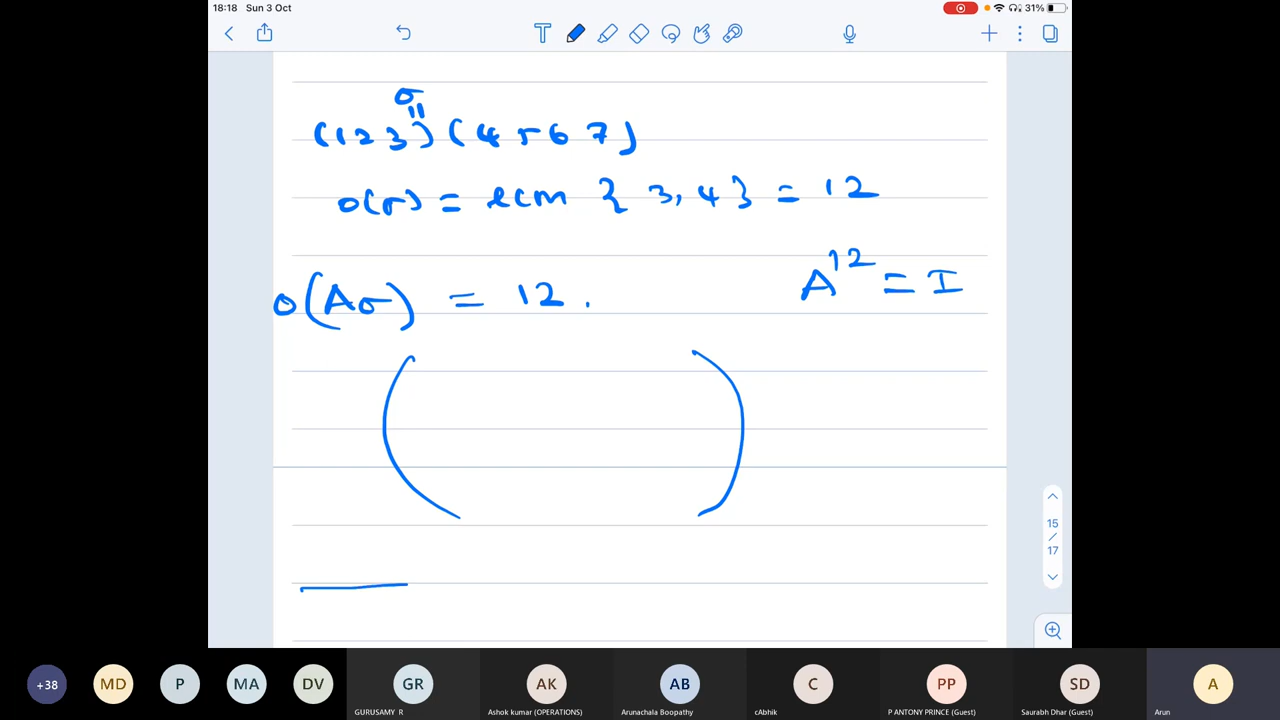 18:18 Sun 3 Oct
31%
σ
(1 2 3) (4 5 6 7)
o(σ) = lcm { 3, 4 } = 12
o(Aσ) = 12. A^12 = I
15
/
17
+38 MD P MA DV GR AK AB C PP SD A
GURUSAMY R Ashok kumar (OPERATIONS) Arunachala Boopathy cAbhik P ANTONY PRINCE (Guest) Saurabh Dhar (Guest) Arun